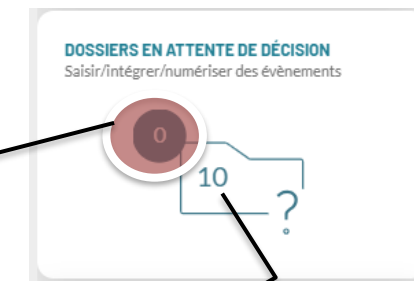 DOSSIERS EN ATTENTE DE DÉCISION
Saisir/intégrer/numériser des évènements
0
10
?